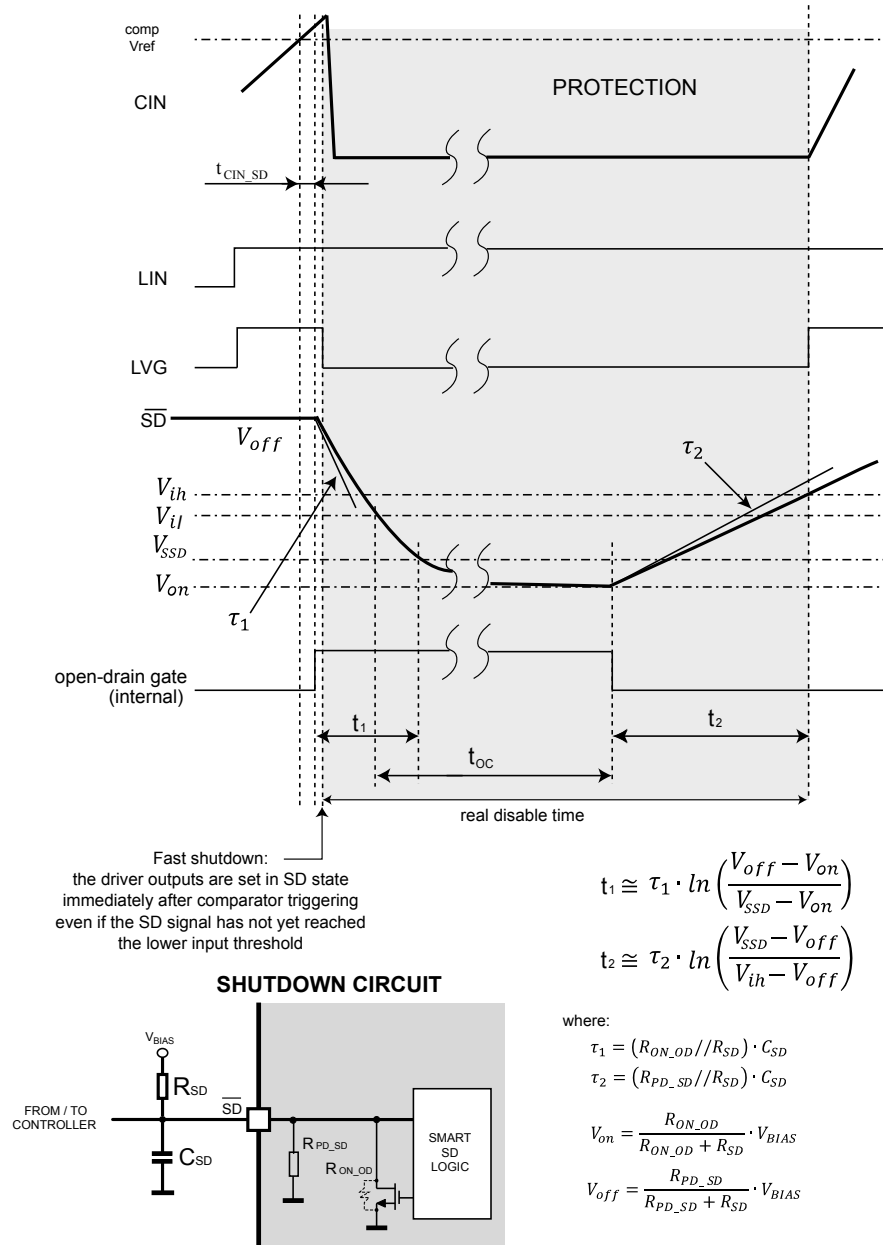 comp
Vref
CIN
PROTECTION
t_CIN_SD
LIN
LVG
S̅D̅
V_off
τ_2
V_ih
V_il
V_SSD
V_on
τ_1
open-drain gate
(internal)
t_1
t_2
t_OC
real disable time
Fast shutdown:
the driver outputs are set in SD state
immediately after comparator triggering
even if the SD signal has not yet reached
the lower input threshold
t_1 ≅ τ_1 · ln((V_off − V_on)/(V_SSD − V_on))
t_2 ≅ τ_2 · ln((V_SSD − V_off)/(V_ih − V_off))
SHUTDOWN CIRCUIT
where:
τ_1 = (R_ON_OD//R_SD) · C_SD
τ_2 = (R_PD_SD//R_SD) · C_SD
V_on = R_ON_OD/(R_ON_OD + R_SD) · V_BIAS
V_off = R_PD_SD/(R_PD_SD + R_SD) · V_BIAS
V_BIAS
R_SD
FROM / TO
CONTROLLER
S̅D̅
C_SD
R_PD_SD
R_ON_OD
SMART
SD
LOGIC